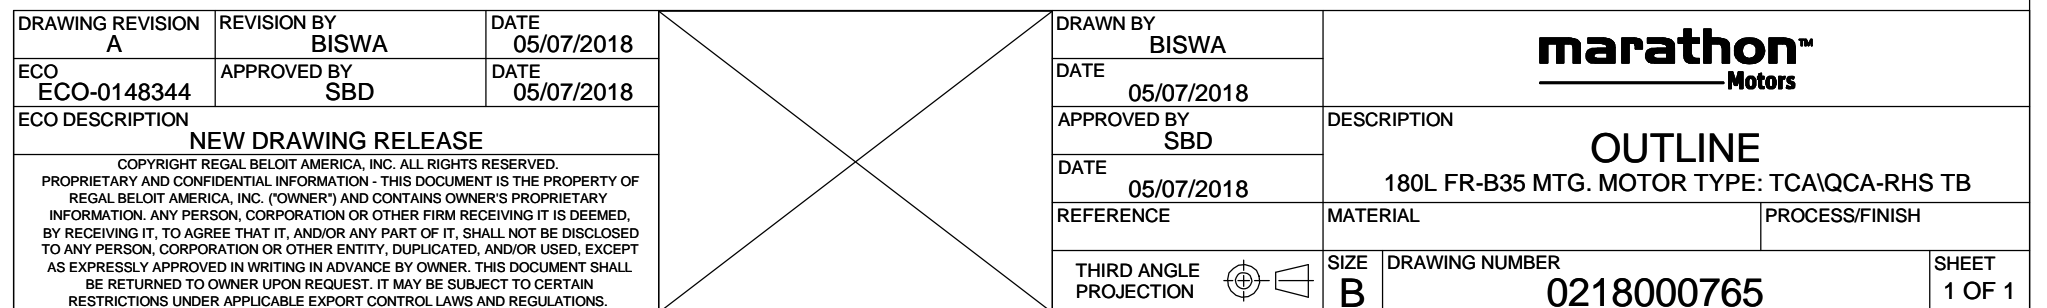 DRAWING REVISION
A
REVISION BY
BISWA
DATE
05/07/2018
ECO
ECO-0148344
APPROVED BY
SBD
DATE
05/07/2018
ECO DESCRIPTION
NEW DRAWING RELEASE
COPYRIGHT REGAL BELOIT AMERICA, INC. ALL RIGHTS RESERVED.
PROPRIETARY AND CONFIDENTIAL INFORMATION - THIS DOCUMENT IS THE PROPERTY OF
REGAL BELOIT AMERICA, INC. ("OWNER") AND CONTAINS OWNER'S PROPRIETARY
INFORMATION. ANY PERSON, CORPORATION OR OTHER FIRM RECEIVING IT IS DEEMED,
BY RECEIVING IT, TO AGREE THAT IT, AND/OR ANY PART OF IT, SHALL NOT BE DISCLOSED
TO ANY PERSON, CORPORATION OR OTHER ENTITY, DUPLICATED, AND/OR USED, EXCEPT
AS EXPRESSLY APPROVED IN WRITING IN ADVANCE BY OWNER. THIS DOCUMENT SHALL
BE RETURNED TO OWNER UPON REQUEST. IT MAY BE SUBJECT TO CERTAIN
RESTRICTIONS UNDER APPLICABLE EXPORT CONTROL LAWS AND REGULATIONS.
DRAWN BY
BISWA
DATE
05/07/2018
APPROVED BY
SBD
DATE
05/07/2018
REFERENCE
THIRD ANGLE
PROJECTION
marathon™
Motors
DESCRIPTION
OUTLINE
180L FR-B35 MTG. MOTOR TYPE: TCA\QCA-RHS TB
MATERIAL
PROCESS/FINISH
SIZE
B
DRAWING NUMBER
0218000765
SHEET
1 OF 1